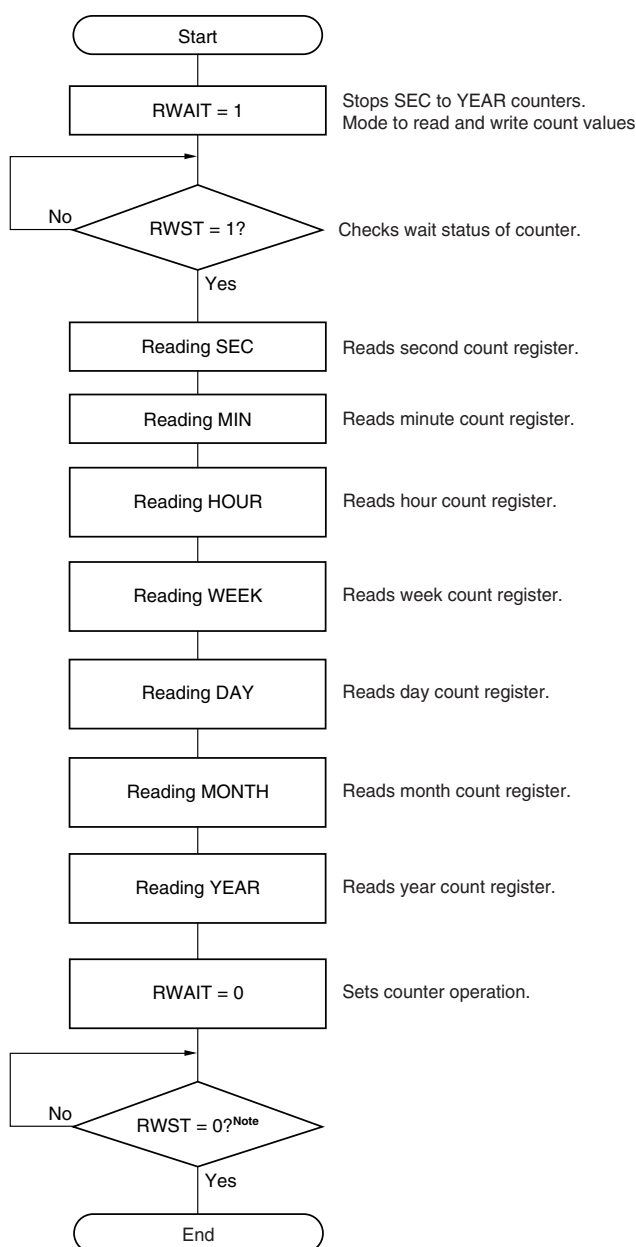 Start
RWAIT = 1
Stops SEC to YEAR counters.
Mode to read and write count values
No
RWST = 1?
Checks wait status of counter.
Yes
Reading SEC
Reads second count register.
Reading MIN
Reads minute count register.
Reading HOUR
Reads hour count register.
Reading WEEK
Reads week count register.
Reading DAY
Reads day count register.
Reading MONTH
Reads month count register.
Reading YEAR
Reads year count register.
RWAIT = 0
Sets counter operation.
No
RWST = 0?Note
Yes
End